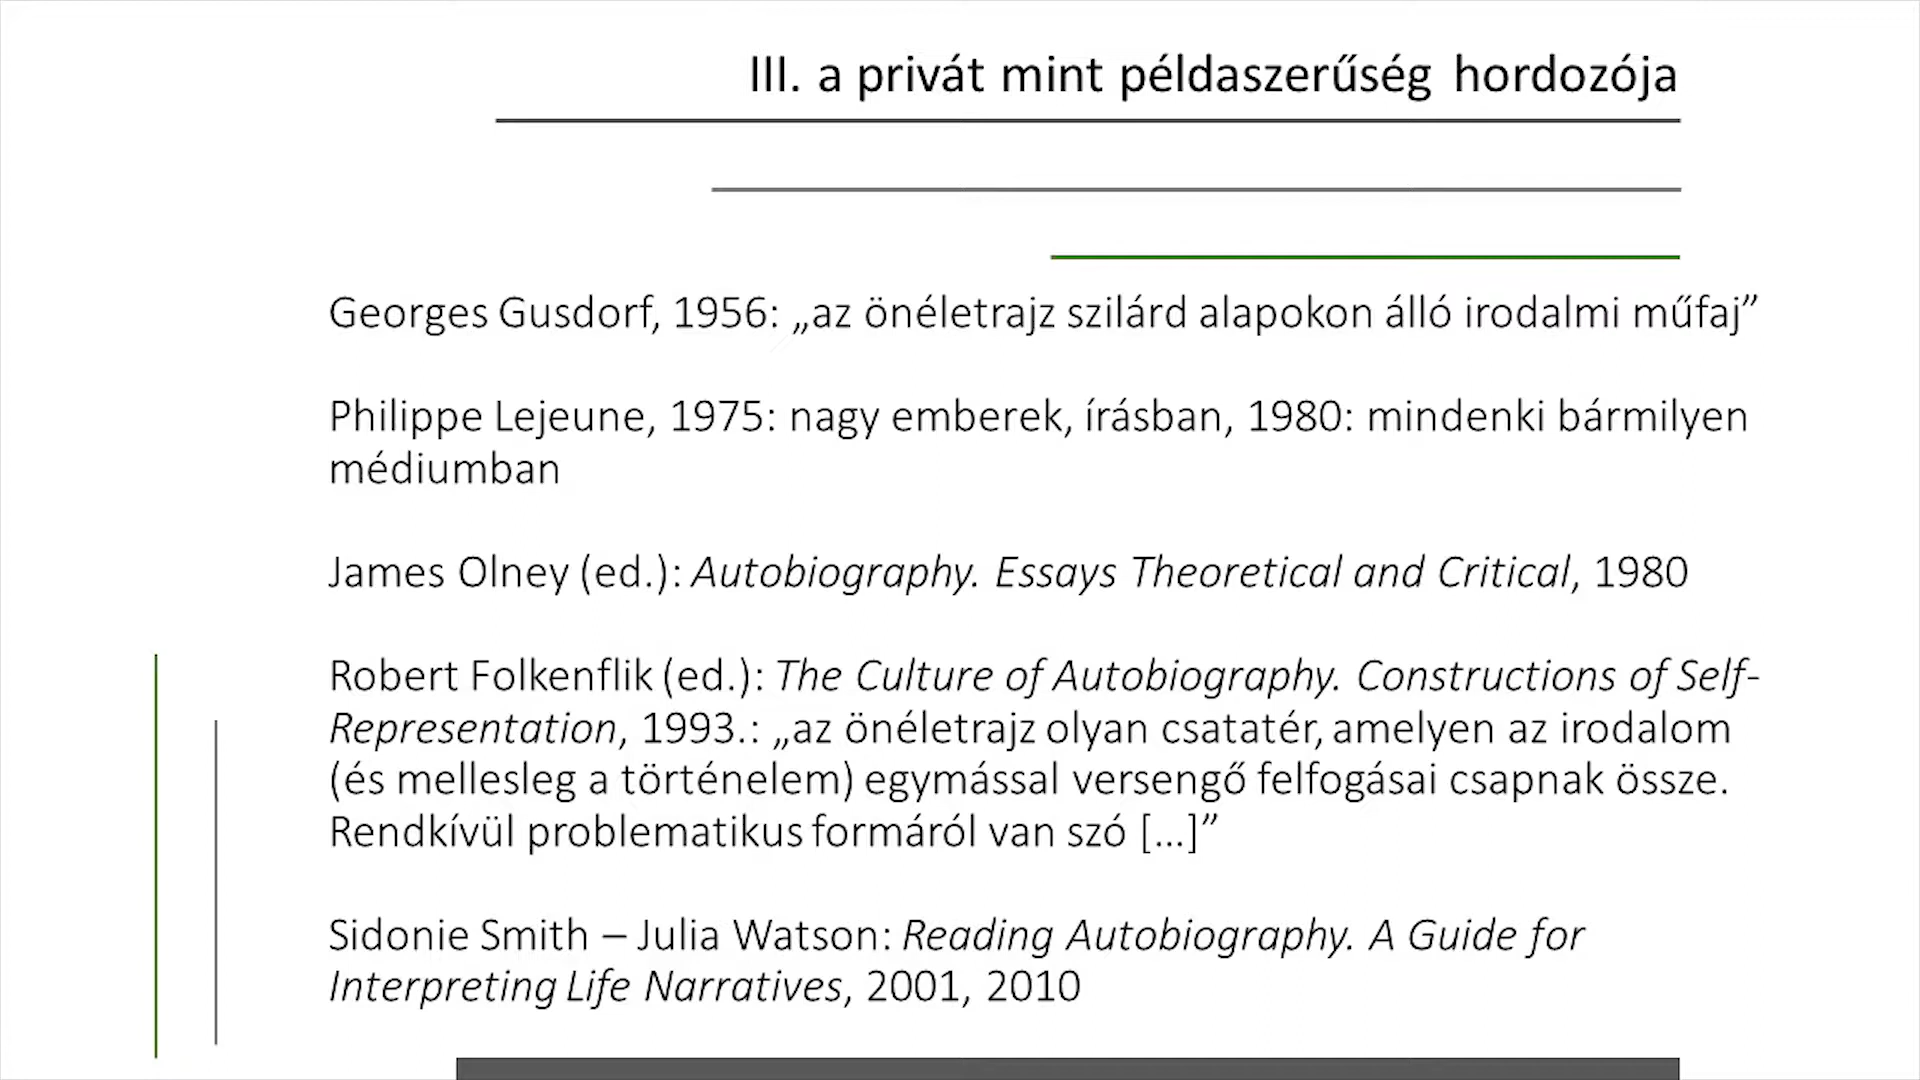 III. a privát mint példaszerűség hordozója
Georges Gusdorf, 1956: „az önéletrajz szilárd alapokon álló irodalmi műfaj”
Philippe Lejeune, 1975: nagy emberek, írásban, 1980: mindenki bármilyen
médiumban
James Olney (ed.): Autobiography. Essays Theoretical and Critical, 1980
Robert Folkenflik (ed.): The Culture of Autobiography. Constructions of Self-
Representation, 1993.: „az önéletrajz olyan csatatér, amelyen az irodalom
(és mellesleg a történelem) egymással versengő felfogásai csapnak össze.
Rendkívül problematikus formáról van szó [...]”
Sidonie Smith – Julia Watson: Reading Autobiography. A Guide for
Interpreting Life Narratives, 2001, 2010